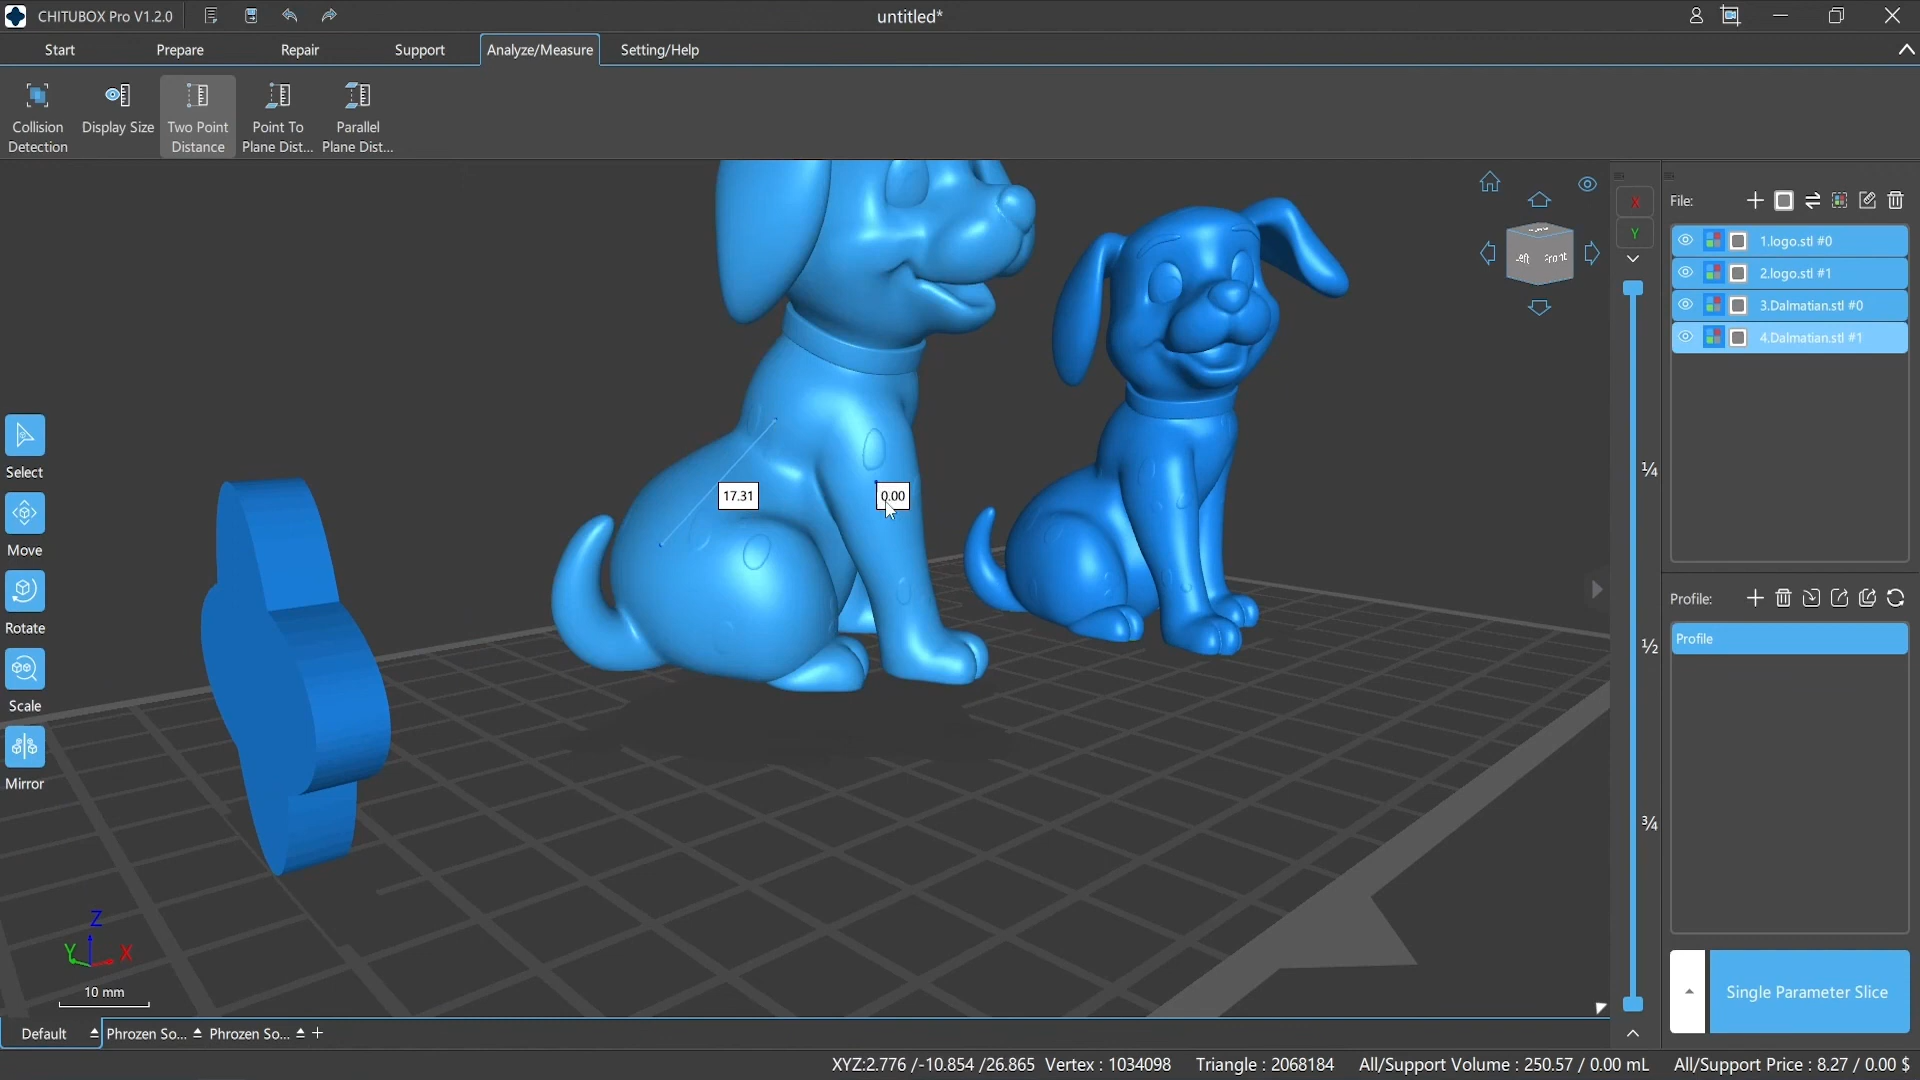 CHITUBOX Pro V1.2.0
untitled*
Start Prepare Repair Support Analyze/Measure Setting/Help
Collision Detection
Display Size
Two Point Distance
Point To Plane Dist...
Parallel Plane Dist...
Select
Move
Rotate
Scale
Mirror
17.31
0.00
Left Front
X
Y
¼
½
¾
File:
1.logo.stl #0
2.logo.stl #1
3.Dalmatian.stl #0
4.Dalmatian.stl #1
Profile:
Profile
Single Parameter Slice
Z
Y X
10 mm
Default Phrozen So... Phrozen So... +
XYZ:2.776 /-10.854 /26.865 Vertex : 1034098 Triangle : 2068184 All/Support Volume : 250.57 / 0.00 mL All/Support Price : 8.27 / 0.00 $